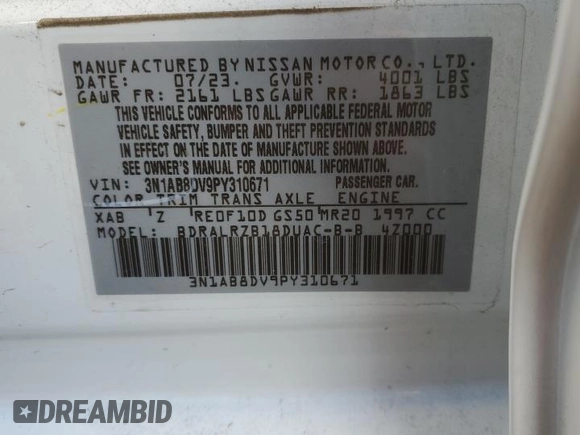 MANUFACTURED BY NISSAN MOTOR CO., LTD.
DATE: 07/23. GVWR: 4001 LBS
GAWR FR: 2161 LBS GAWR RR: 1863 LBS
THIS VEHICLE CONFORMS TO ALL APPLICABLE FEDERAL MOTOR
VEHICLE SAFETY, BUMPER AND THEFT PREVENTION STANDARDS
IN EFFECT ON THE DATE OF MANUFACTURE SHOWN ABOVE.
SEE OWNER'S MANUAL FOR ADDITIONAL INFORMATION.
VIN: 3N1AB8DV9PY310671 PASSENGER CAR.
COLOR TRIM TRANS AXLE ENGINE
XAB 'Z RE0F10D GS50 MR20 1997 CC
MODEL: BDRALRZB18DUAC-B-B 4Z000
3N1AB8DV9PY310671
DREAMBID